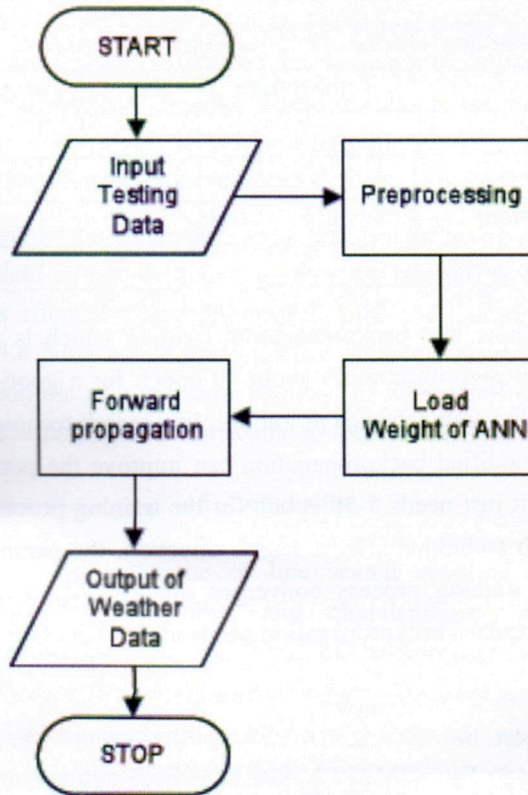 START
Input
Testing
Data
Preprocessing
Load
Weight of ANN
Forward
propagation
Output of
Weather
Data
STOP